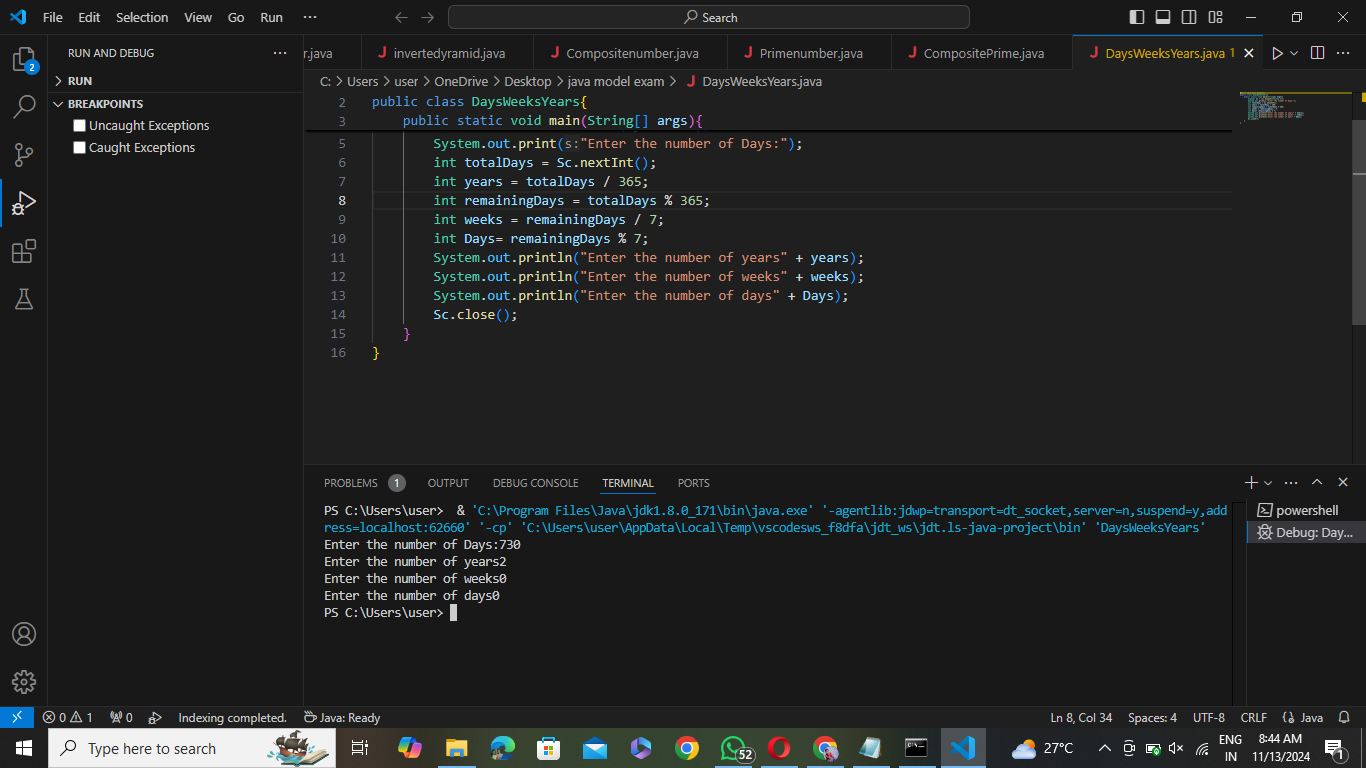 File Edit Selection View Go Run ··· Search
RUN AND DEBUG ···
r.java invertedyramid.java Compositenumber.java Primenumber.java CompositePrime.java DaysWeeksYears.java 1
2
RUN
BREAKPOINTS
Uncaught Exceptions
Caught Exceptions
C: > Users > user > OneDrive > Desktop > java model exam > DaysWeeksYears.java
2 public class DaysWeeksYears{
3 public static void main(String[] args){
5 System.out.print(s:"Enter the number of Days:");
6 int totalDays = Sc.nextInt();
7 int years = totalDays / 365;
8 int remainingDays = totalDays % 365;
9 int weeks = remainingDays / 7;
10 int Days= remainingDays % 7;
11 System.out.println("Enter the number of years" + years);
12 System.out.println("Enter the number of weeks" + weeks);
13 System.out.println("Enter the number of days" + Days);
14 Sc.close();
15 }
16 }
PROBLEMS 1 OUTPUT DEBUG CONSOLE TERMINAL PORTS
PS C:\Users\user> & 'C:\Program Files\Java\jdk1.8.0_171\bin\java.exe' '-agentlib:jdwp=transport=dt_socket,server=n,suspend=y,add
ress=localhost:62660' '-cp' 'C:\Users\user\AppData\Local\Temp\vscodesws_f8dfa\jdt_ws\jdt.ls-java-project\bin' 'DaysWeeksYears'
Enter the number of Days:730
Enter the number of years2
Enter the number of weeks0
Enter the number of days0
PS C:\Users\user>
powershell
Debug: Day...
0 1 0 Indexing completed. Java: Ready Ln 8, Col 34 Spaces: 4 UTF-8 CRLF {} Java
Type here to search 52 27°C ENG IN 8:44 AM 11/13/2024 1